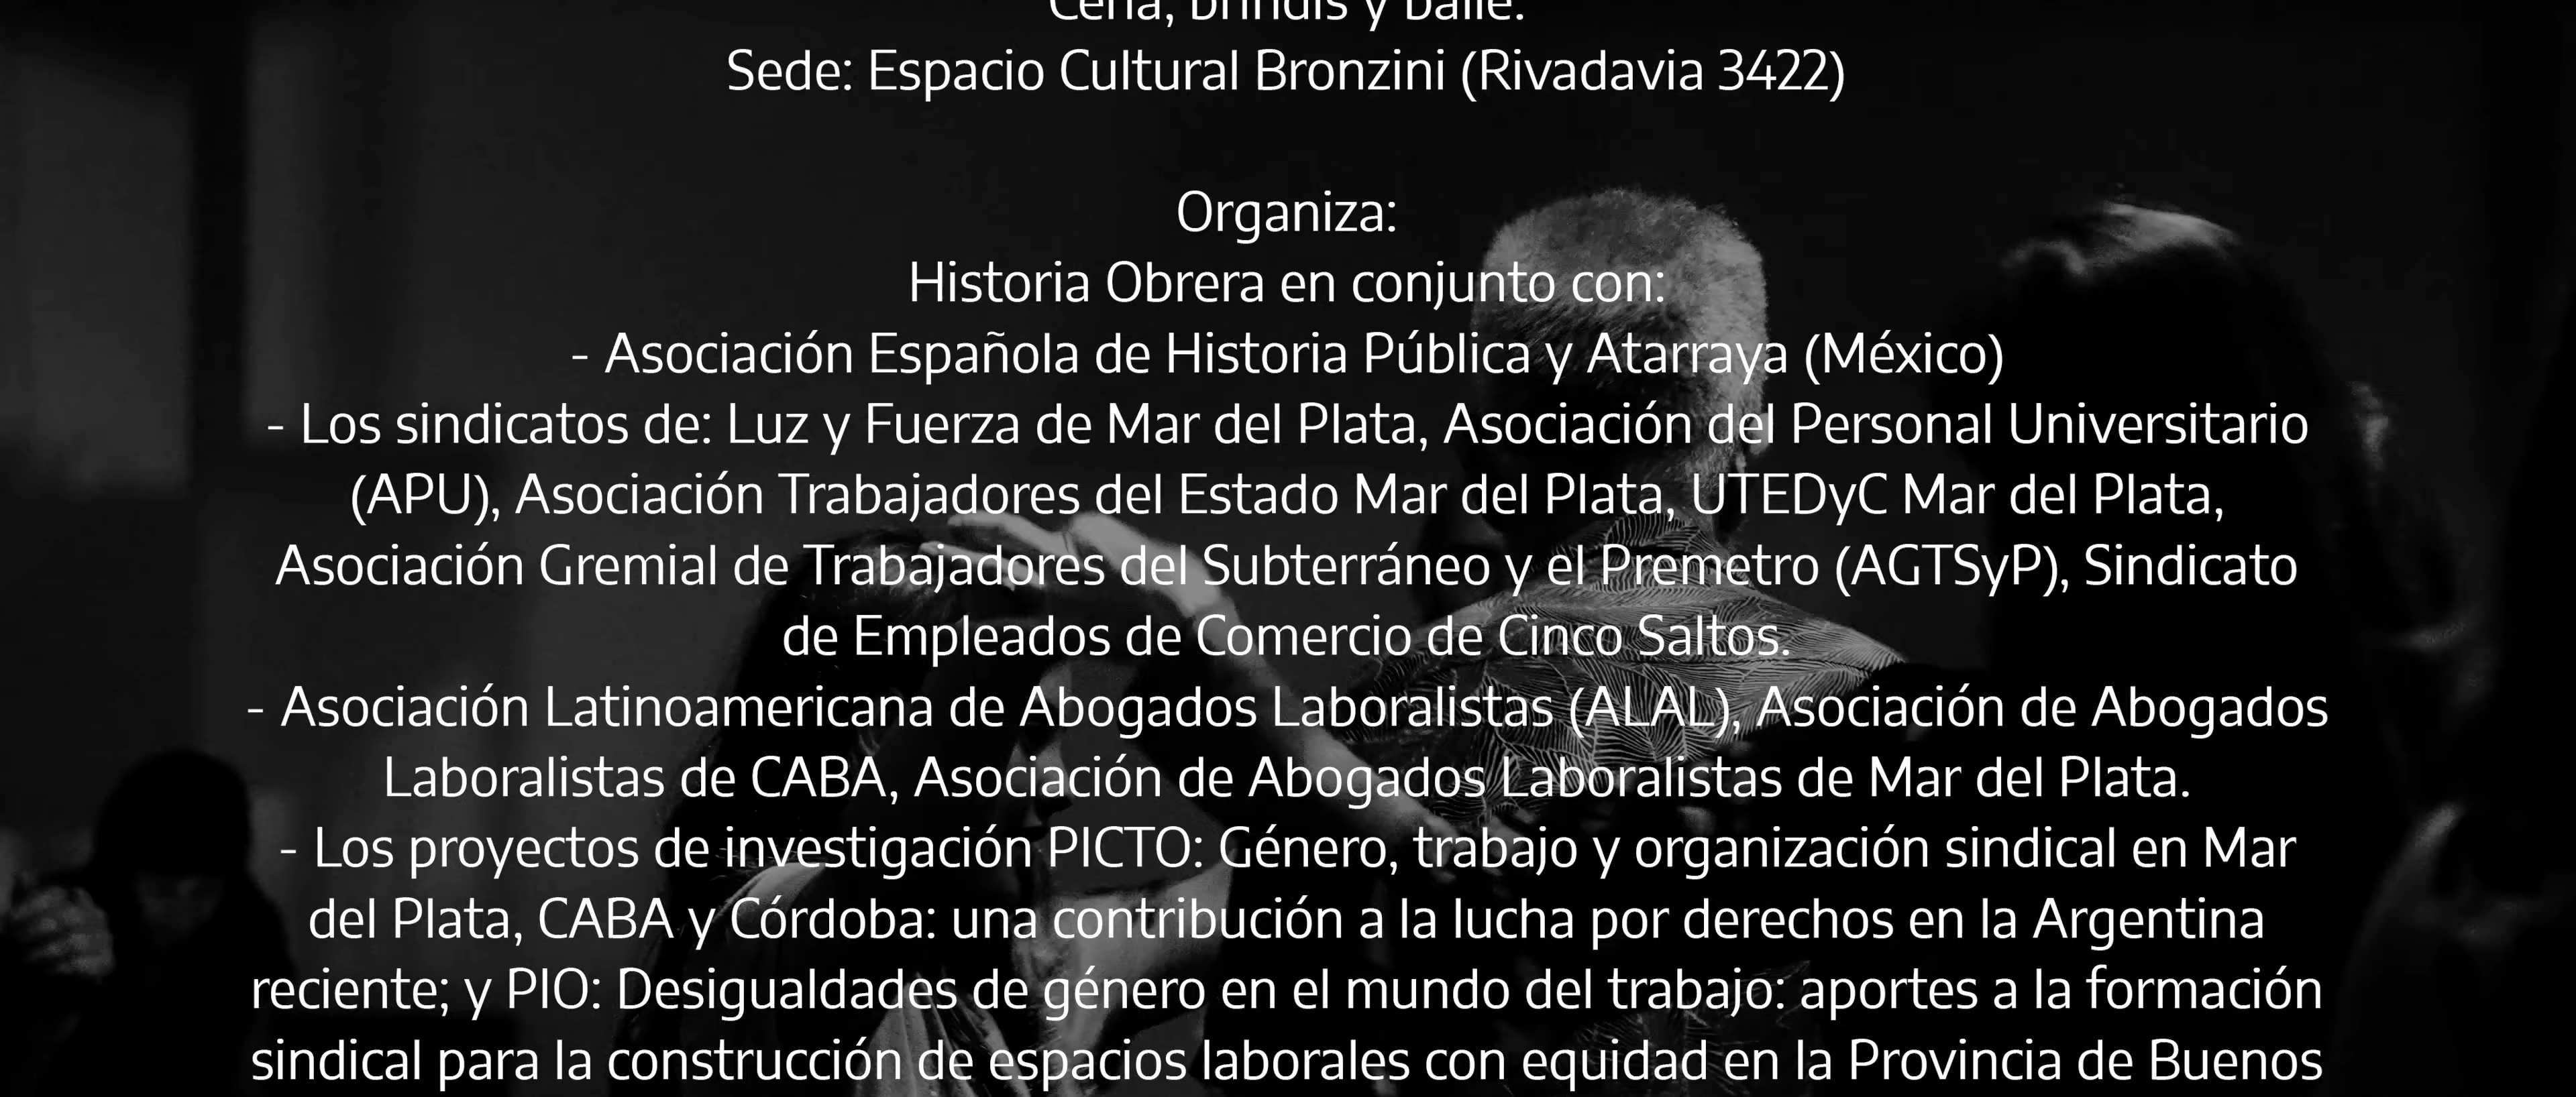 Cena, brindis y baile.
Sede: Espacio Cultural Bronzini (Rivadavia 3422)
Organiza:
Historia Obrera en conjunto con:
- Asociación Española de Historia Pública y Atarraya (México)
- Los sindicatos de: Luz y Fuerza de Mar del Plata, Asociación del Personal Universitario
(APU), Asociación Trabajadores del Estado Mar del Plata, UTEDyC Mar del Plata,
Asociación Gremial de Trabajadores del Subterráneo y el Premetro (AGTSyP), Sindicato
de Empleados de Comercio de Cinco Saltos.
- Asociación Latinoamericana de Abogados Laboralistas (ALAL), Asociación de Abogados
Laboralistas de CABA, Asociación de Abogados Laboralistas de Mar del Plata.
- Los proyectos de investigación PICTO: Género, trabajo y organización sindical en Mar
del Plata, CABA y Córdoba: una contribución a la lucha por derechos en la Argentina
reciente; y PIO: Desigualdades de género en el mundo del trabajo: aportes a la formación
sindical para la construcción de espacios laborales con equidad en la Provincia de Buenos